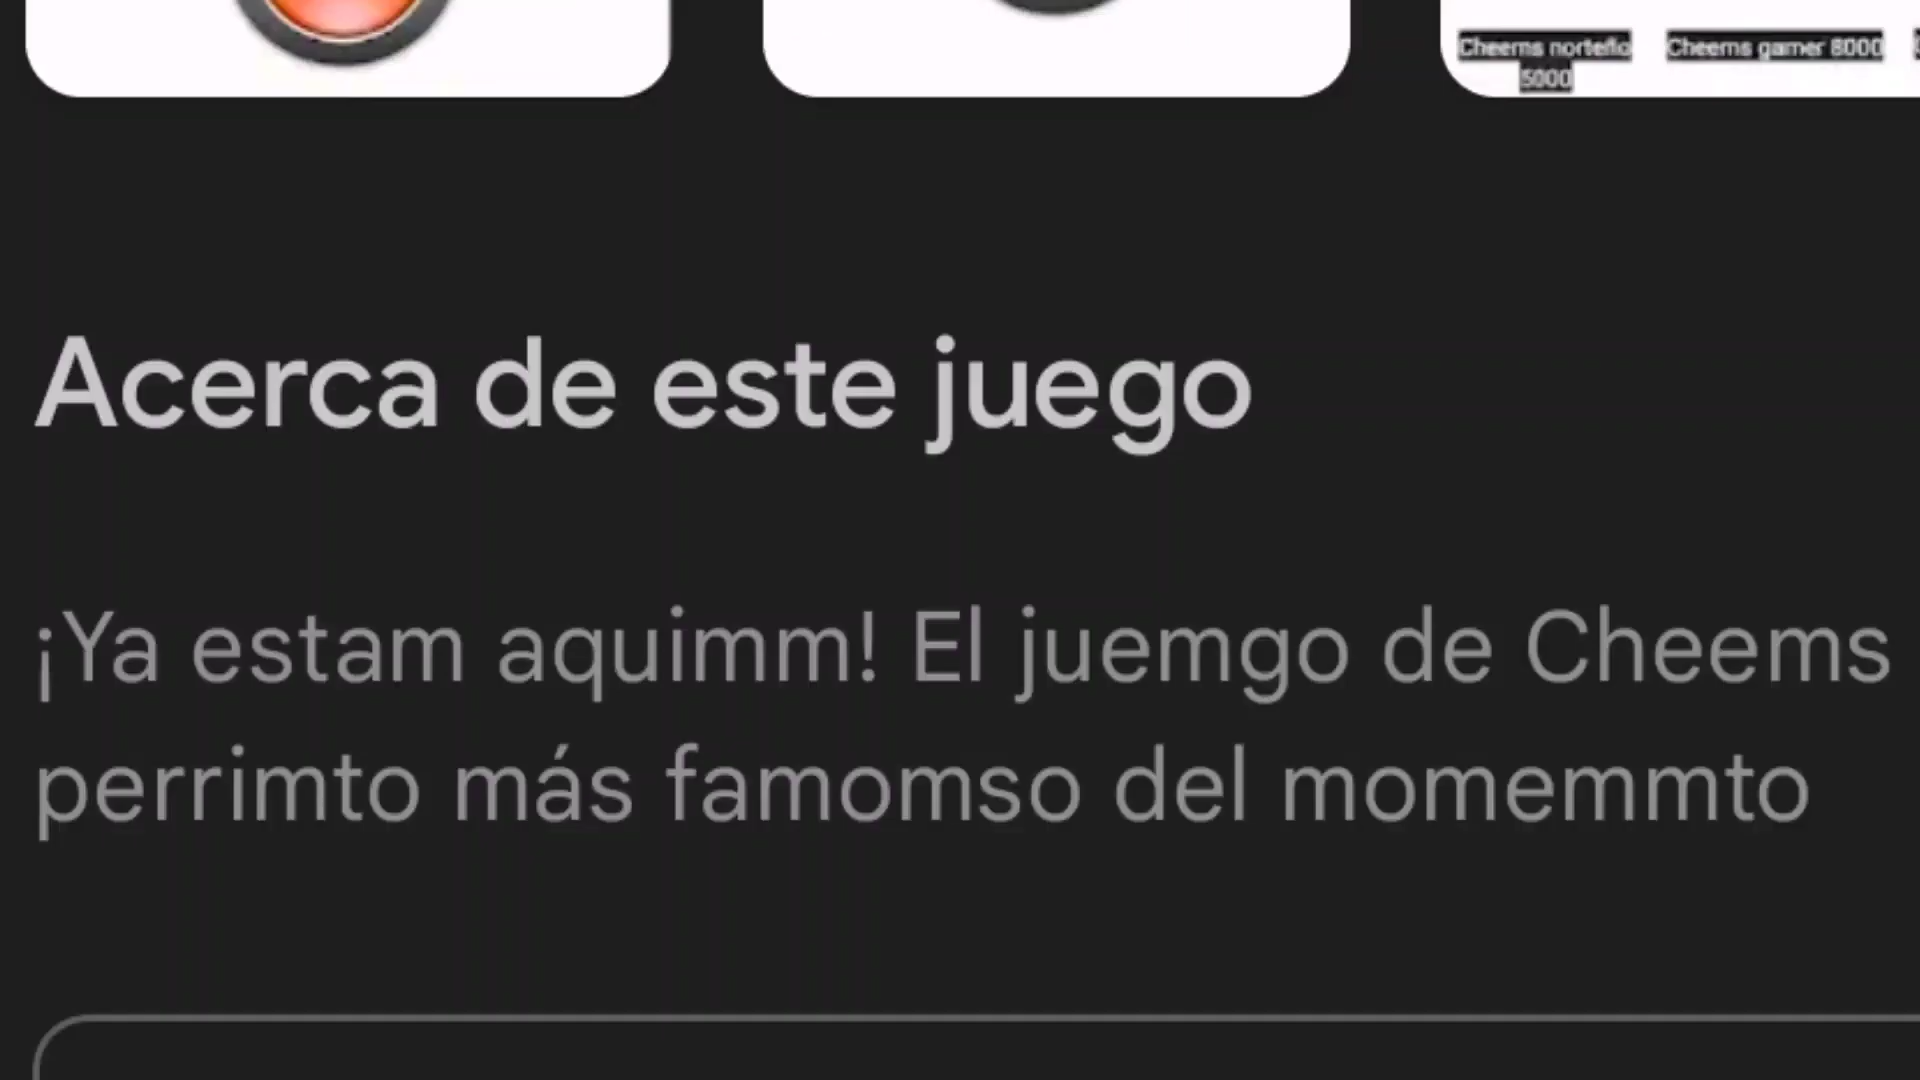 Cheems norteño Cheems gamer 8000
5000
Acerca de este juego
¡Ya estam aquimm! El juemgo de Cheems
perrimto más famomso del momemmto